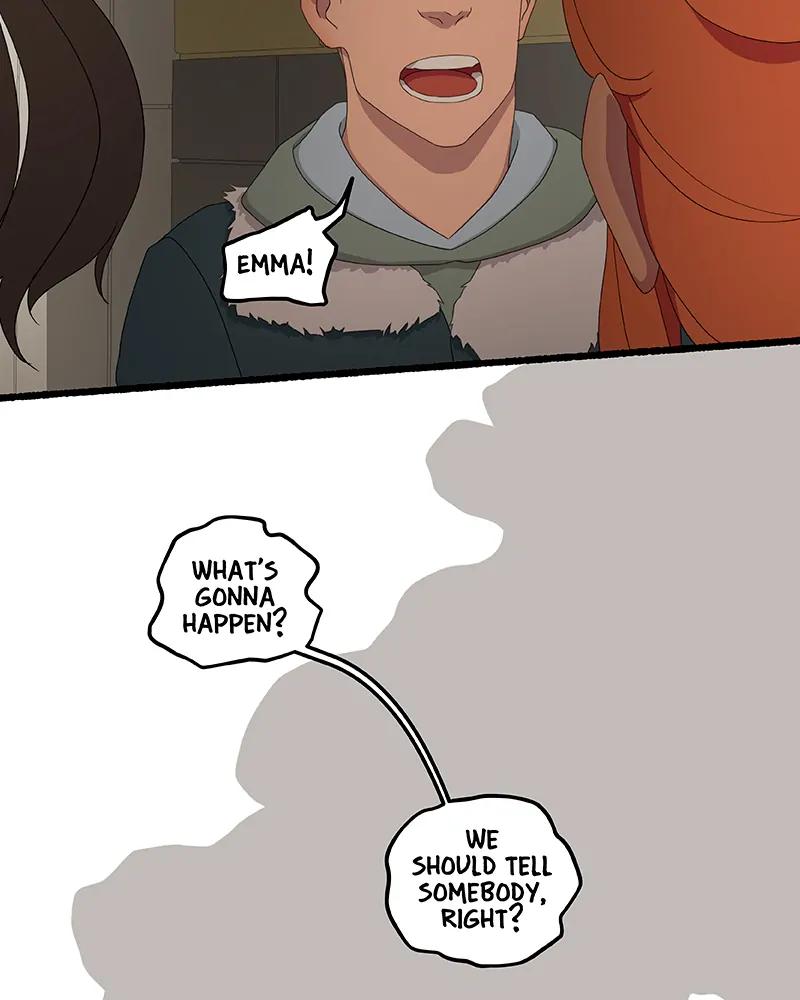 EMMA!
WHAT'S
GONNA
HAPPEN?
WE
SHOULD TELL
SOMEBODY,
RIGHT?